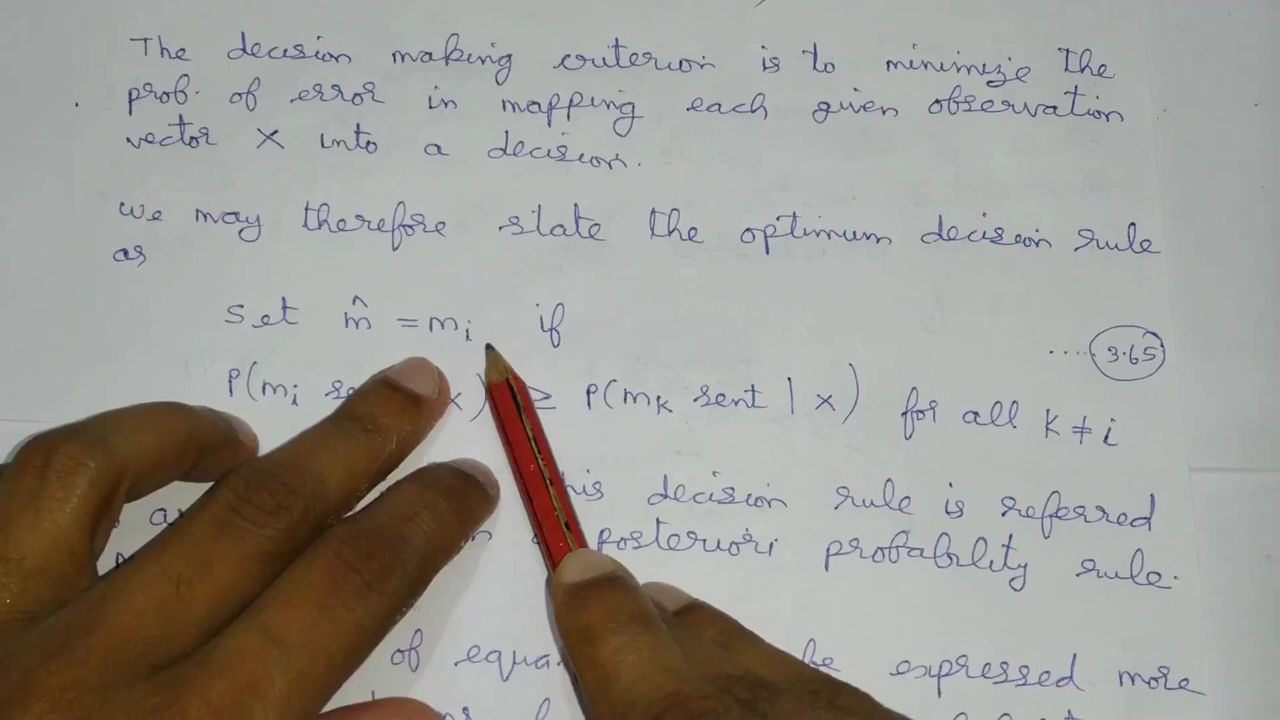 The decision making criterion is to minimize the
prob. of error in mapping each given observation
vector X into a decision.
We may therefore state the optimum decision rule
as
Set m̂ = mᵢ if
.... 3.65
P(mᵢ x) ≥ P(mₖ sent | x) for all k ≠ i
decision rule is referred
posteriori probability rule.
of be expressed more